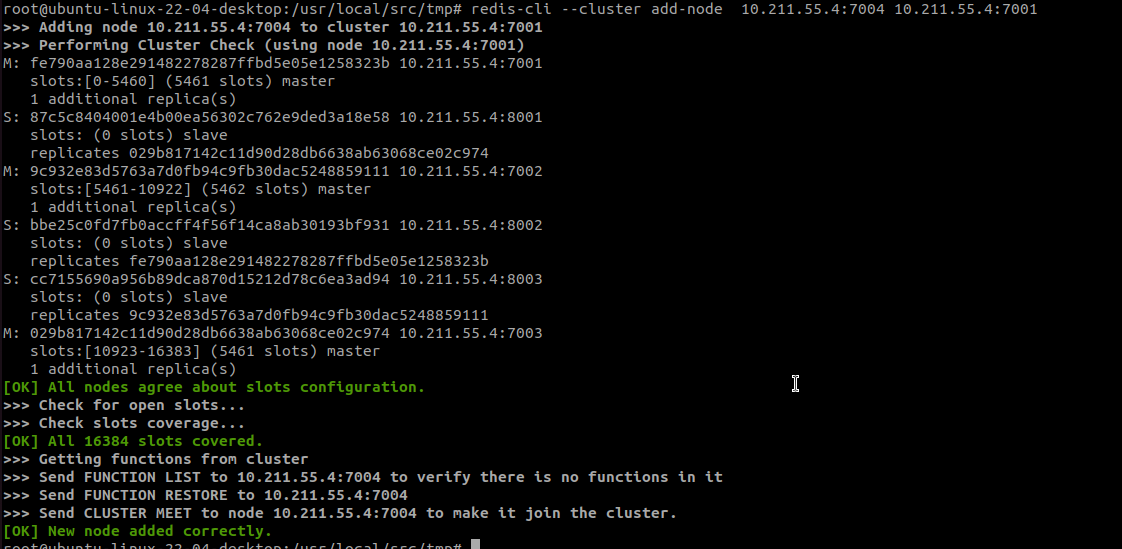 root@ubuntu-linux-22-04-desktop:/usr/local/src/tmp# redis-cli --cluster add-node  10.211.55.4:7004 10.211.55.4:7001
>>> Adding node 10.211.55.4:7004 to cluster 10.211.55.4:7001
>>> Performing Cluster Check (using node 10.211.55.4:7001)
M: fe790aa128e291482278287ffbd5e05e1258323b 10.211.55.4:7001
   slots:[0-5460] (5461 slots) master
   1 additional replica(s)
S: 87c5c8404001e4b00ea56302c762e9ded3a18e58 10.211.55.4:8001
   slots: (0 slots) slave
   replicates 029b817142c11d90d28db6638ab63068ce02c974
M: 9c932e83d5763a7d0fb94c9fb30dac5248859111 10.211.55.4:7002
   slots:[5461-10922] (5462 slots) master
   1 additional replica(s)
S: bbe25c0fd7fb0accff4f56f14ca8ab30193bf931 10.211.55.4:8002
   slots: (0 slots) slave
   replicates fe790aa128e291482278287ffbd5e05e1258323b
S: cc7155690a956b89dca870d15212d78c6ea3ad94 10.211.55.4:8003
   slots: (0 slots) slave
   replicates 9c932e83d5763a7d0fb94c9fb30dac5248859111
M: 029b817142c11d90d28db6638ab63068ce02c974 10.211.55.4:7003
   slots:[10923-16383] (5461 slots) master
   1 additional replica(s)
[OK] All nodes agree about slots configuration.
>>> Check for open slots...
>>> Check slots coverage...
[OK] All 16384 slots covered.
>>> Getting functions from cluster
>>> Send FUNCTION LIST to 10.211.55.4:7004 to verify there is no functions in it
>>> Send FUNCTION RESTORE to 10.211.55.4:7004
>>> Send CLUSTER MEET to node 10.211.55.4:7004 to make it join the cluster.
[OK] New node added correctly.
root@ubuntu-linux-22-04-desktop:/usr/local/src/tmp#